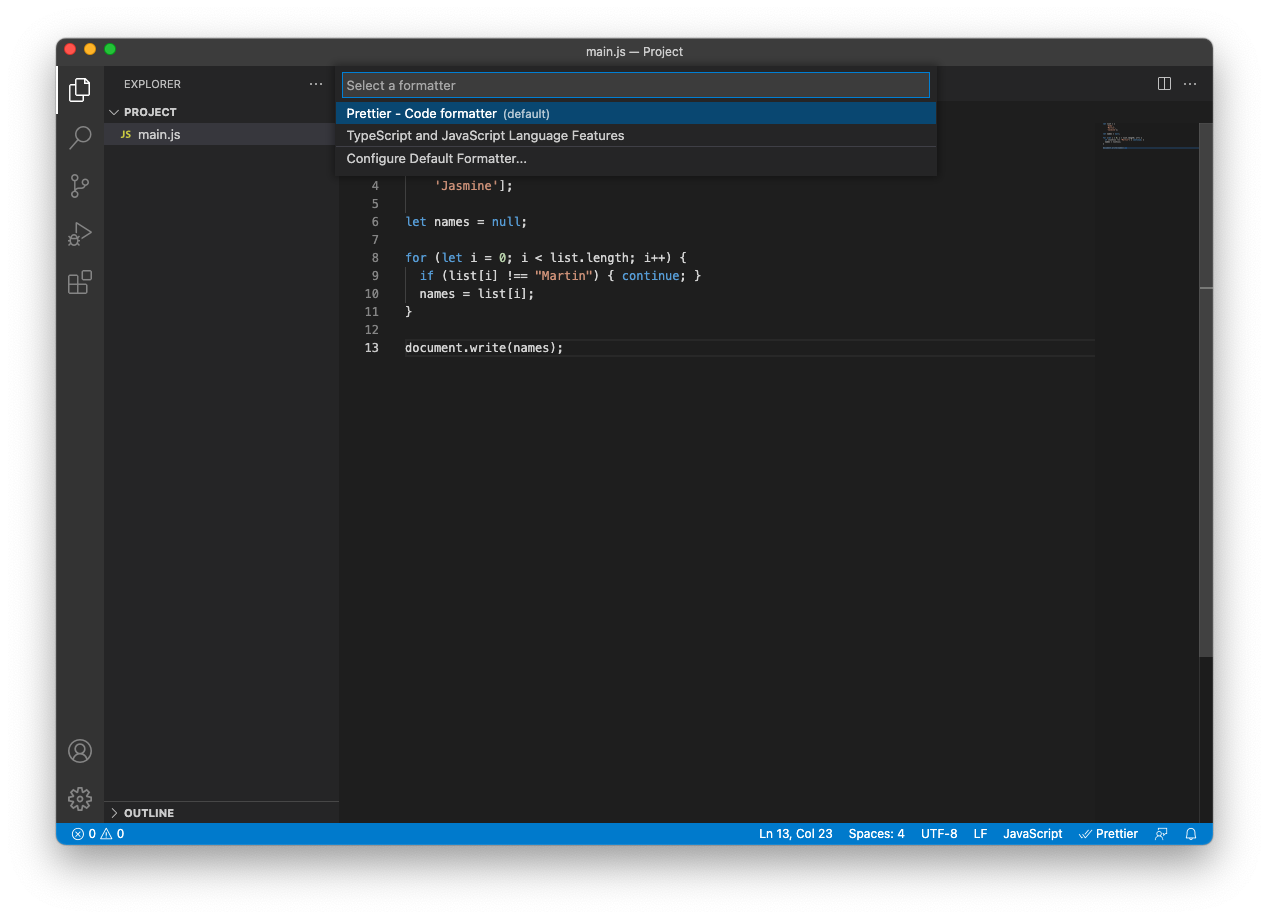 main.js — Project
EXPLORER
PROJECT
JS main.js
Select a formatter
Prettier - Code formatter (default)
TypeScript and JavaScript Language Features
Configure Default Formatter...
4 'Jasmine'];
5
6 let names = null;
7
8 for (let i = 0; i < list.length; i++) {
9 if (list[i] !== "Martin") { continue; }
10 names = list[i];
11 }
12
13 document.write(names);
OUTLINE
0 0 Ln 13, Col 23 Spaces: 4 UTF-8 LF JavaScript Prettier